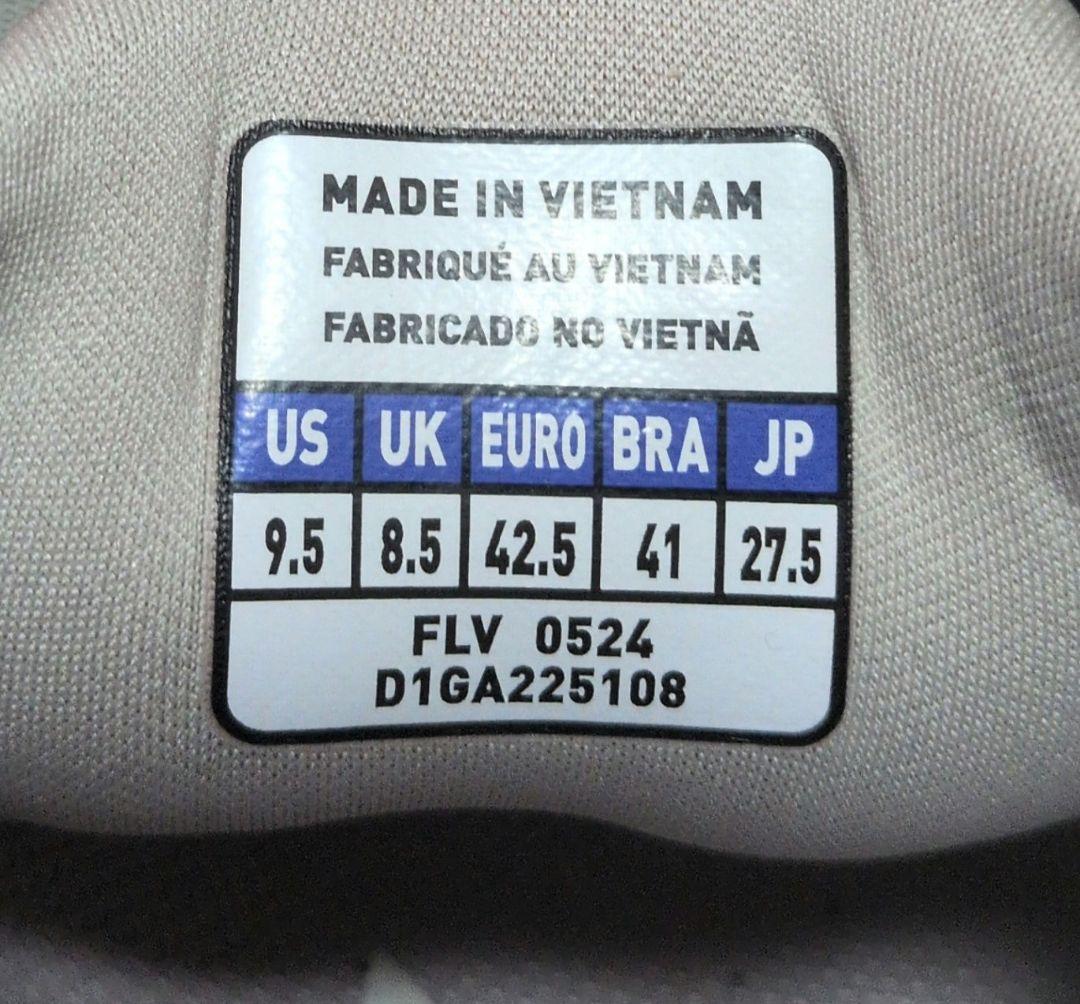 MADE IN VIETNAM
FABRIQUÉ AU VIETNAM
FABRICADO NO VIETNÃ
US UK EURO BRA JP
9.5 8.5 42.5 41 27.5
FLV 0524
D1GA225108